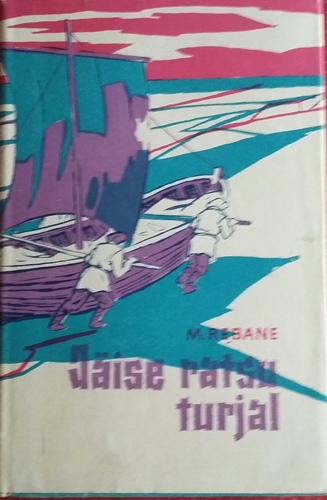 M. REBANE
Jäise ratsu
turjal